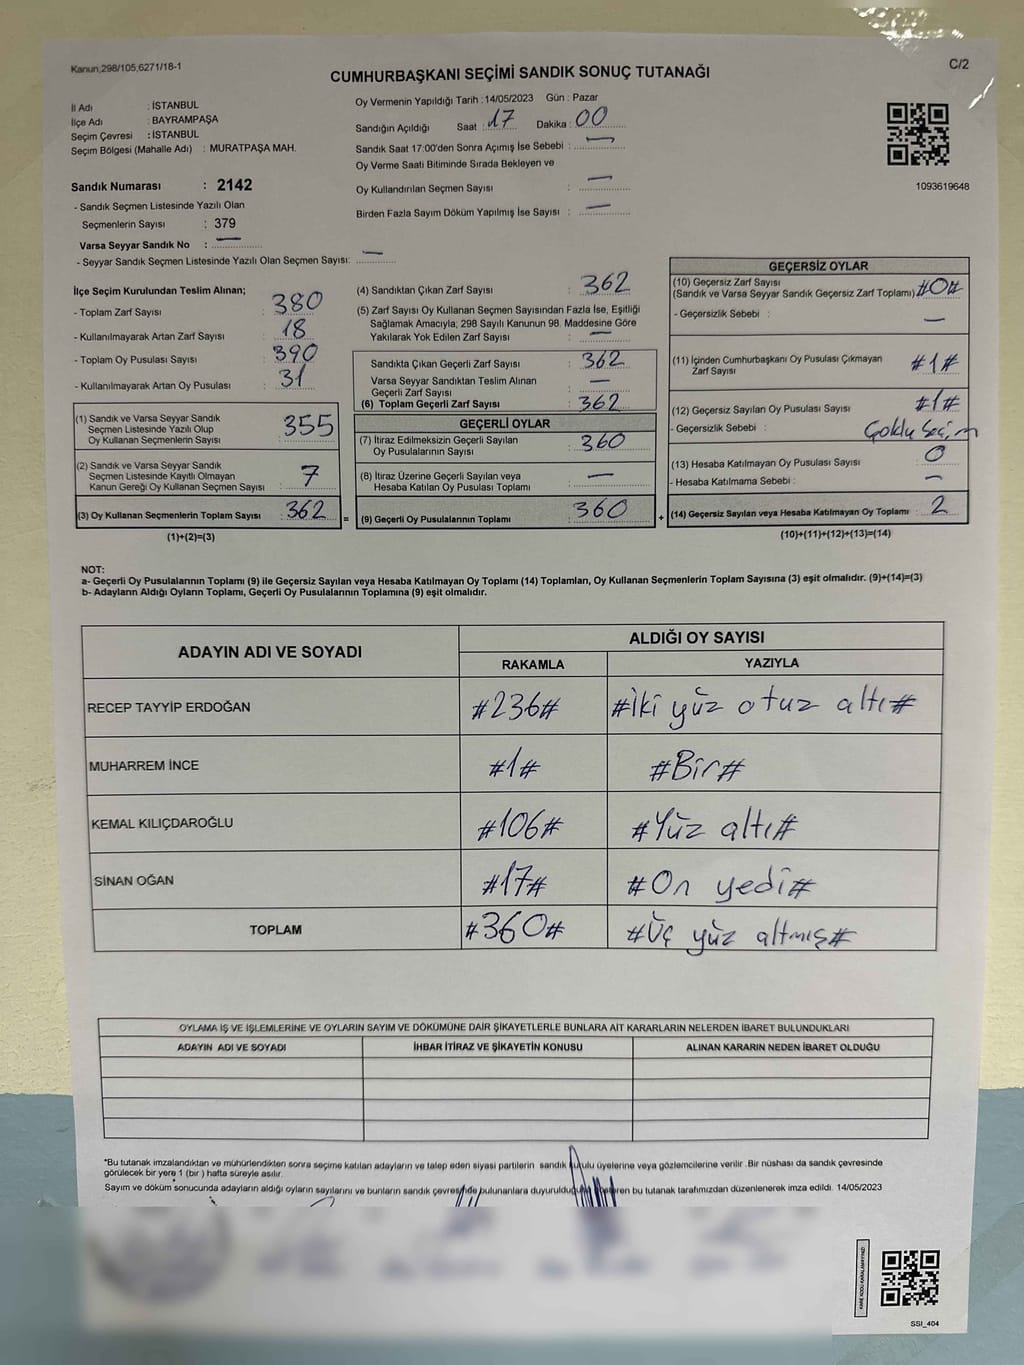 Kanun,298/105,6271/18-1
C/2
CUMHURBAŞKANI SEÇİMİ SANDIK SONUÇ TUTANAĞI
İl Adı : İSTANBUL
İlçe Adı : BAYRAMPAŞA
Seçim Çevresi : İSTANBUL
Seçim Bölgesi (Mahalle Adı) : MURATPAŞA MAH.
Sandık Numarası : 2142
- Sandık Seçmen Listesinde Yazılı Olan
Seçmenlerin Sayısı : 379
Varsa Seyyar Sandık No : —
- Seyyar Sandık Seçmen Listesinde Yazılı Olan Seçmen Sayısı: —
Oy Vermenin Yapıldığı Tarih : 14/05/2023 Gün : Pazar
Sandığın Açıldığı Saat : 17 Dakika : 00
Sandık Saat 17:00'den Sonra Açımış İse Sebebi : —
Oy Verme Saati Bitiminde Sırada Bekleyen ve
Oy Kullandırılan Seçmen Sayısı : —
Birden Fazla Sayım Döküm Yapılmış İse Sayısı : —
1093619648
İlçe Seçim Kurulundan Teslim Alınan;
- Toplam Zarf Sayısı : 380
- Kullanılmayarak Artan Zarf Sayısı : 18
- Toplam Oy Pusulası Sayısı : 390
- Kullanılmayarak Artan Oy Pusulası : 31
(1) Sandık ve Varsa Seyyar Sandık
Seçmen Listesinde Yazılı Olup
Oy Kullanan Seçmenlerin Sayısı : 355
(2) Sandık ve Varsa Seyyar Sandık
Seçmen Listesinde Kayıtlı Olmayan
Kanun Gereği Oy Kullanan Seçmen Sayısı : 7
(3) Oy Kullanan Seçmenlerin Toplam Sayısı : 362 =
(1)+(2)=(3)
(4) Sandıktan Çıkan Zarf Sayısı : 362
(5) Zarf Sayısı Oy Kullanan Seçmen Sayısından Fazla İse, Eşitliği
Sağlamak Amacıyla; 298 Sayılı Kanunun 98. Maddesine Göre
Yakılarak Yok Edilen Zarf Sayısı : —
Sandıkta Çıkan Geçerli Zarf Sayısı : 362
Varsa Seyyar Sandıktan Teslim Alınan
Geçerli Zarf Sayısı : —
(6) Toplam Geçerli Zarf Sayısı : 362
GEÇERLİ OYLAR
(7) İtiraz Edilmeksizin Geçerli Sayılan
Oy Pusulalarının Sayısı : 360
(8) İtiraz Üzerine Geçerli Sayılan veya
Hesaba Katılan Oy Pusulası Toplamı : —
(9) Geçerli Oy Pusulalarının Toplamı : 360 +
GEÇERSİZ OYLAR
(10) Geçersiz Zarf Sayısı
(Sandık ve Varsa Seyyar Sandık Geçersiz Zarf Toplamı) : #0#
- Geçersizlik Sebebi : —
(11) İçinden Cumhurbaşkanı Oy Pusulası Çıkmayan
Zarf Sayısı : #1#
(12) Geçersiz Sayılan Oy Pusulası Sayısı : #1#
- Geçersizlik Sebebi : Çoklu Seçim
(13) Hesaba Katılmayan Oy Pusulası Sayısı : 0
- Hesaba Katılmama Sebebi : —
(14) Geçersiz Sayılan veya Hesaba Katılmayan Oy Toplamı : 2
(10)+(11)+(12)+(13)=(14)
NOT:
a- Geçerli Oy Pusulalarının Toplamı (9) ile Geçersiz Sayılan veya Hesaba Katılmayan Oy Toplamı (14) Toplamları, Oy Kullanan Seçmenlerin Toplam Sayısına (3) eşit olmalıdır. (9)+(14)=(3)
b- Adayların Aldığı Oyların Toplamı, Geçerli Oy Pusulalarının Toplamına (9) eşit olmalıdır.
ADAYIN ADI VE SOYADI ALDIĞI OY SAYISI
RAKAMLA YAZIYLA
RECEP TAYYİP ERDOĞAN #236# #İki yüz otuz altı#
MUHARREM İNCE #1# #Bir#
KEMAL KILIÇDAROĞLU #106# #Yüz altı#
SİNAN OĞAN #17# #On yedi#
TOPLAM #360# #Üç yüz altmış#
OYLAMA İŞ VE İŞLEMLERİNE VE OYLARIN SAYIM VE DÖKÜMÜNE DAİR ŞİKAYETLERLE BUNLARA AİT KARARLARIN NELERDEN İBARET BULUNDUKLARI
ADAYIN ADI VE SOYADI İHBAR İTİRAZ VE ŞİKAYETİN KONUSU ALINAN KARARIN NEDEN İBARET OLDUĞU
*Bu tutanak imzalandıktan ve mühürlendikten sonra seçime katılan adayların ve talep eden siyasi partilerin sandık kurulu üyelerine veya gözlemcilerine verilir .Bir nüshası da sandık çevresinde
görülecek bir yere 1 (bir ) hafta süreyle asılır.
Sayım ve döküm sonucunda adayların aldığı oyların sayılarını ve bunların sandık çevresinde bulunanlara duyurulduğunu bu tutanak tarafımızdan düzenlenerek imza edildi. 14/05/2023
KARE KODU KARALAMAYINIZ!
SSİ_404